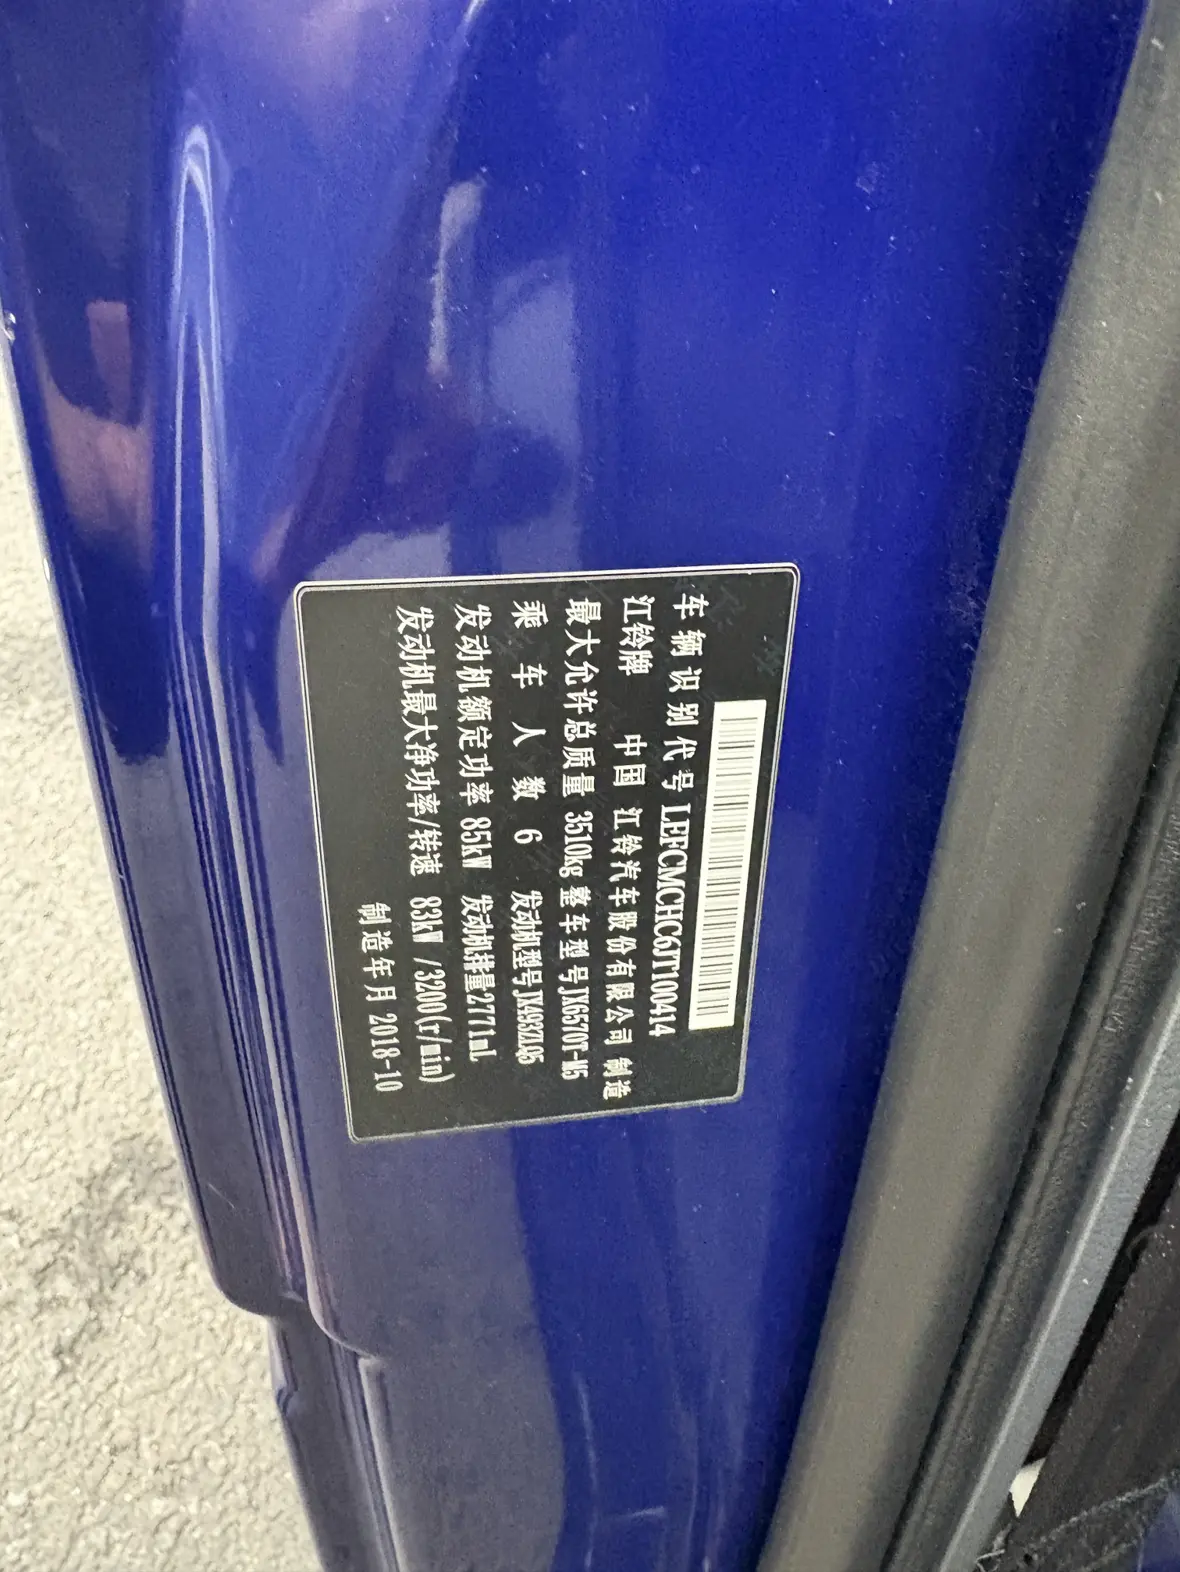 车辆识别代号 LEFCMCHC6JT100414
江铃牌 中国 江铃汽车股份有限公司 制造
最大允许总质量 3510kg 整车型号 JX6570T-M5
乘车人数 6 发动机型号 JX493ZLQ5
发动机额定功率 85kW 发动机排量 2771mL
发动机最大净功率/转速 83kW /3200(r/min)
制造年月 2018-10